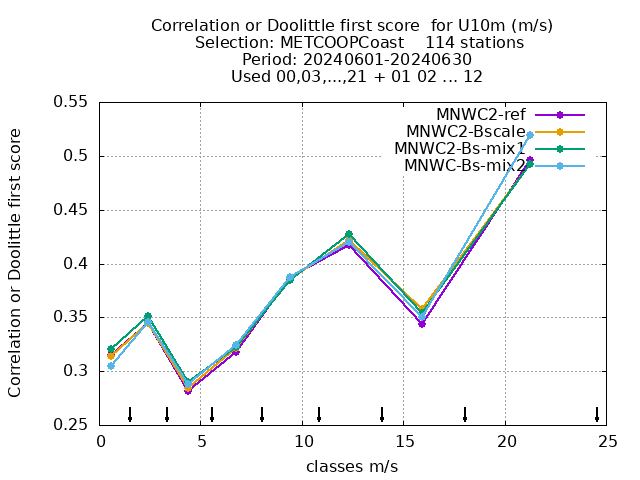 Correlation or Doolittle first score  for U10m (m/s)
Selection: METCOOPCoast    114 stations
Period: 20240601-20240630
Used 00,03,...,21 + 01 02 ... 12
Correlation or Doolittle first score
0.55
0.5
0.45
0.4
0.35
0.3
0.25
MNWC2-ref
MNWC2-Bscale
MNWC2-Bs-mix1
MNWC-Bs-mix2
0 5 10 15 20 25
classes m/s